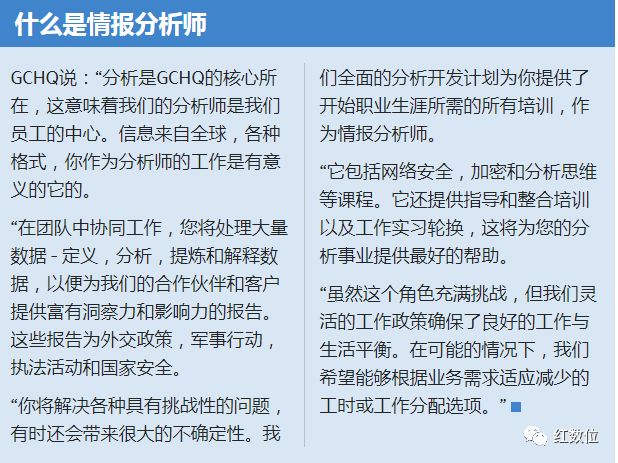 什么是情报分析师
GCHQ说：“分析是GCHQ的核心所
在，这意味着我们的分析师是我们
员工的中心。信息来自全球，各种
格式，你作为分析师的工作是有意
义的它的。
“在团队中协同工作，您将处理大量
数据 - 定义，分析，提炼和解释数
据，以便为我们的合作伙伴和客户
提供富有洞察力和影响力的报告。
这些报告为外交政策，军事行动，
执法活动和国家安全。
“你将解决各种具有挑战性的问题，
有时还会带来很大的不确定性。我
们全面的分析开发计划为你提供了
开始职业生涯所需的所有培训，作
为情报分析师。
“它包括网络安全，加密和分析思维
等课程。它还提供指导和整合培训
以及工作实习轮换，这将为您的分
析事业提供最好的帮助。
“虽然这个角色充满挑战，但我们灵
活的工作政策确保了良好的工作与
生活平衡。在可能的情况下，我们
希望能够根据业务需求适应减少的
工时或工作分配选项。”
红数位